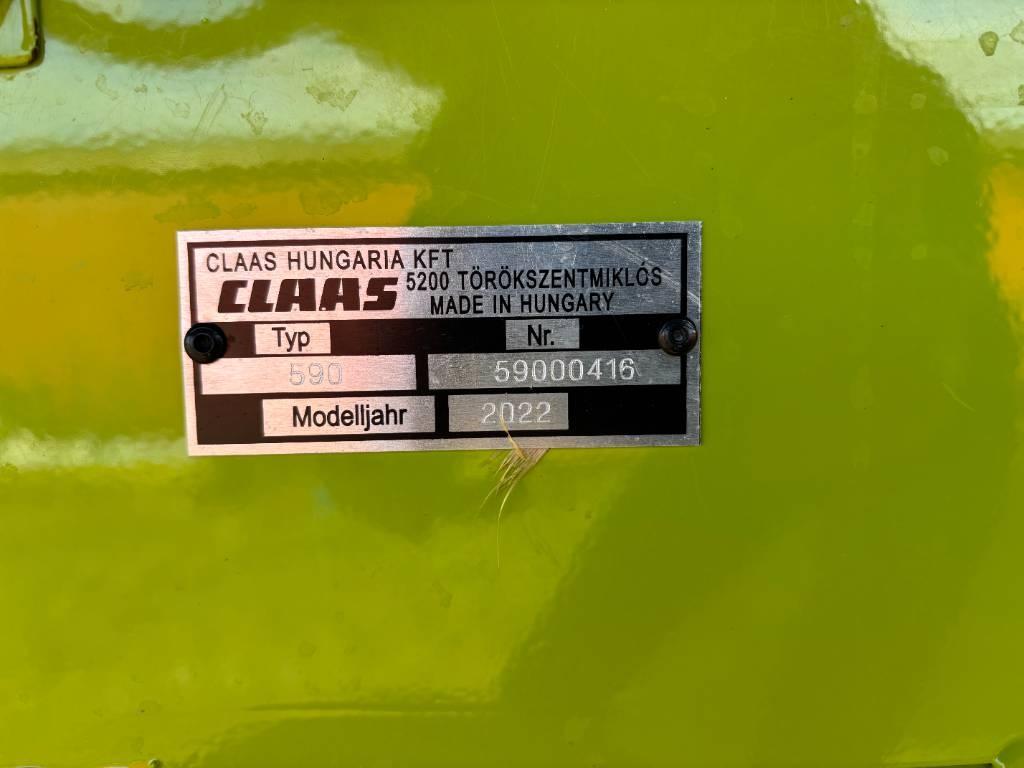 CLAAS HUNGARIA KFT
CLAAS 5200 TÖRÖKSZENTMIKLÓS
MADE IN HUNGARY
Typ Nr.
590 59000416
Modelljahr 2022